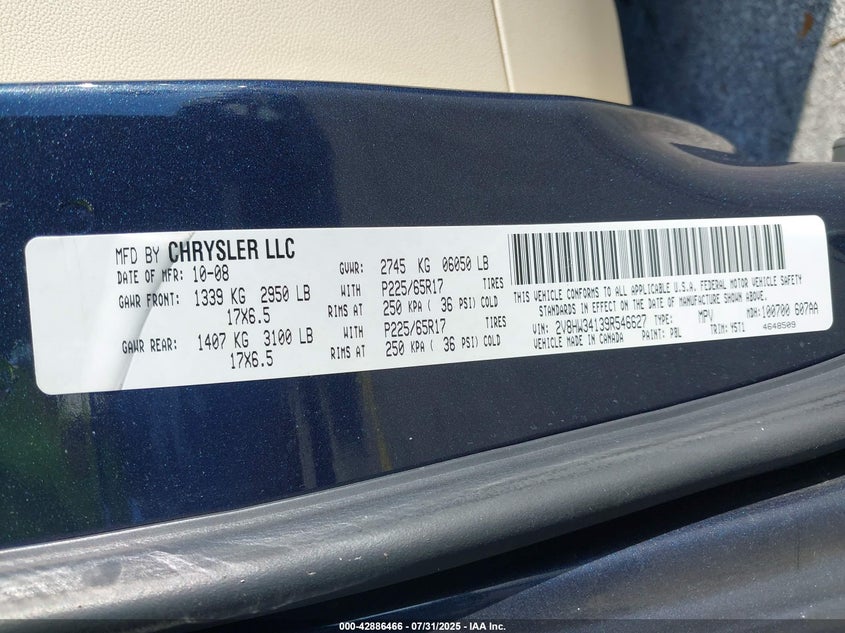 MFD BY CHRYSLER LLC
DATE OF MFR: 10-08
GVWR: 2745 KG 06050 LB
GAWR FRONT: 1339 KG 2950 LB WITH P225/65R17 TIRES
17X6.5 RIMS AT 250 KPA ( 36 PSI) COLD
GAWR REAR: 1407 KG 3100 LB WITH P225/65R17 TIRES
17X6.5 RIMS AT 250 KPA ( 36 PSI) COLD
THIS VEHICLE CONFORMS TO ALL APPLICABLE U.S.A. FEDERAL MOTOR VEHICLE SAFETY
STANDARDS IN EFFECT ON THE DATE OF MANUFACTURE SHOWN ABOVE.
MDH:100700 607AA
VIN: 2V8HW34139R546627 TYPE: MPV
VEHICLE MADE IN CANADA PAINT: PBL TRIM: YST1 4648509
000-42886466 - 07/31/2025 - IAA Inc.